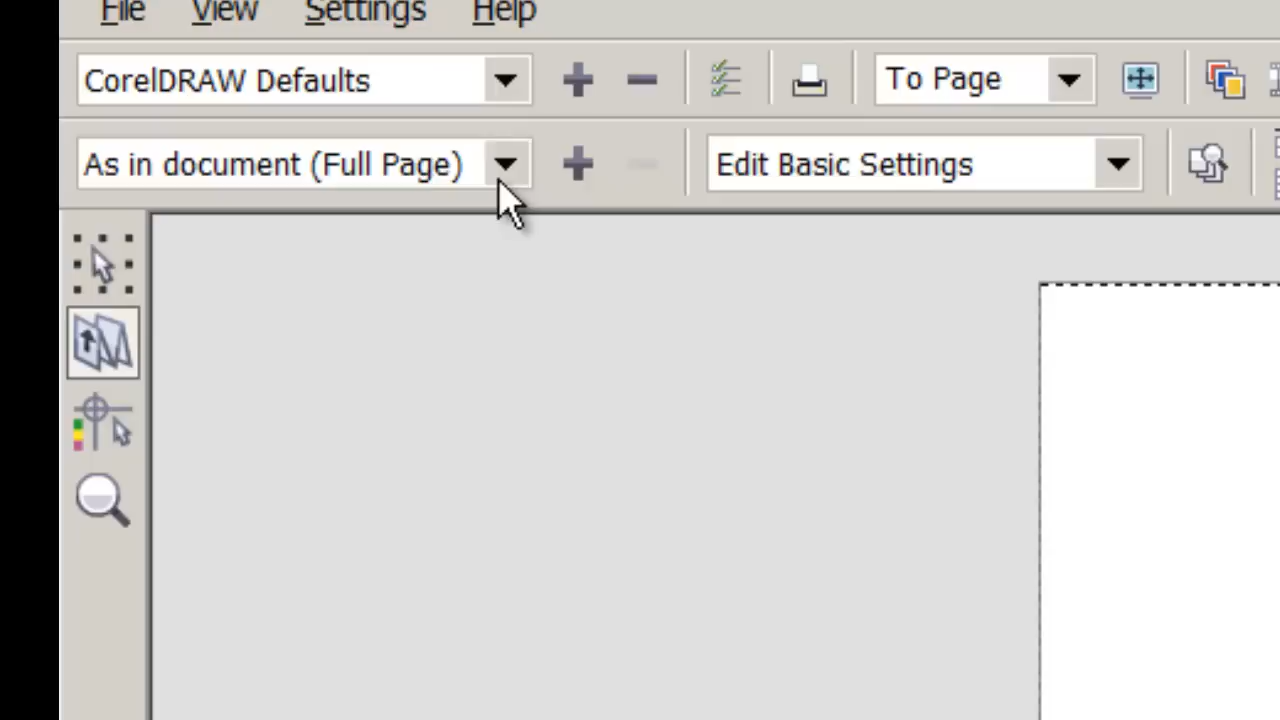 File View Settings Help
CorelDRAW Defaults To Page
As in document (Full Page) Edit Basic Settings